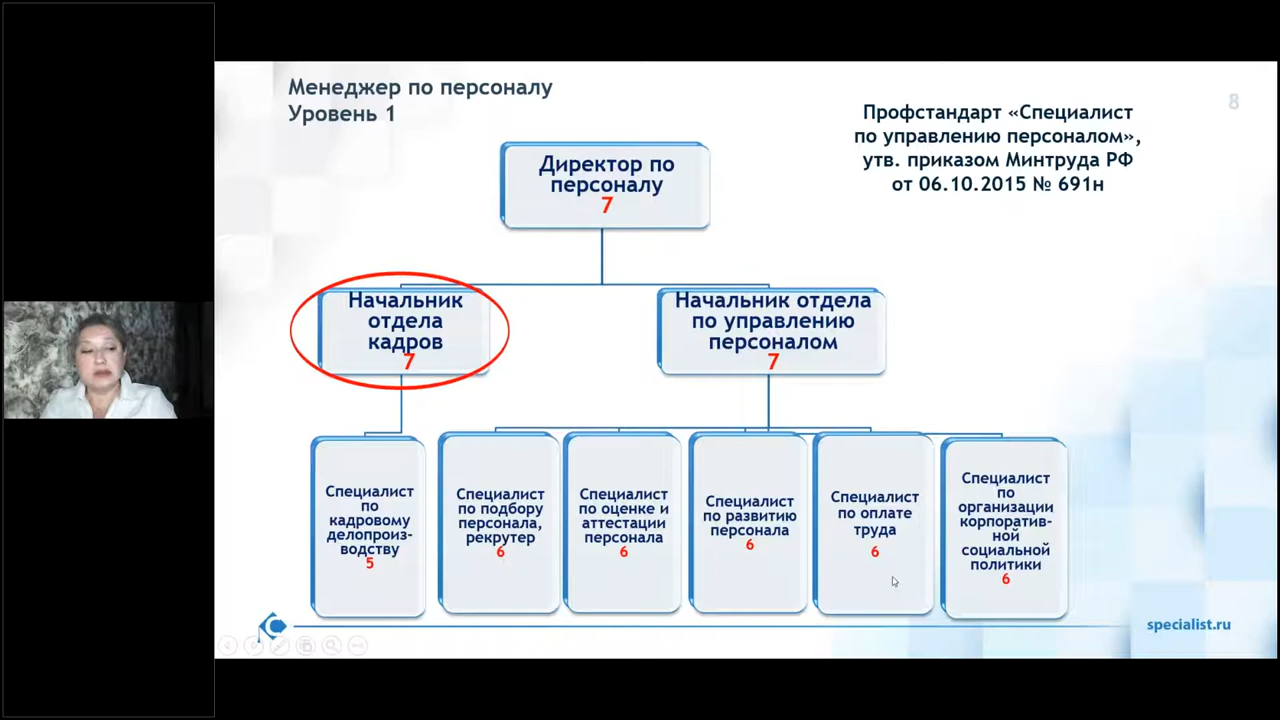 Менеджер по персоналу
Уровень 1
8
Профстандарт «Специалист
по управлению персоналом»,
утв. приказом Минтруда РФ
от 06.10.2015 № 691н
Директор по
персоналу
7
Начальник
отдела
кадров
7
Начальник отдела
по управлению
персоналом
7
Специалист
по
кадровому
делопроиз-
водству
5
Специалист
по подбору
персонала,
рекрутер
6
Специалист
по оценке и
аттестации
персонала
6
Специалист
по развитию
персонала
6
Специалист
по оплате
труда
6
Специалист
по
организации
корпоратив-
ной
социальной
политики
6
specialist.ru